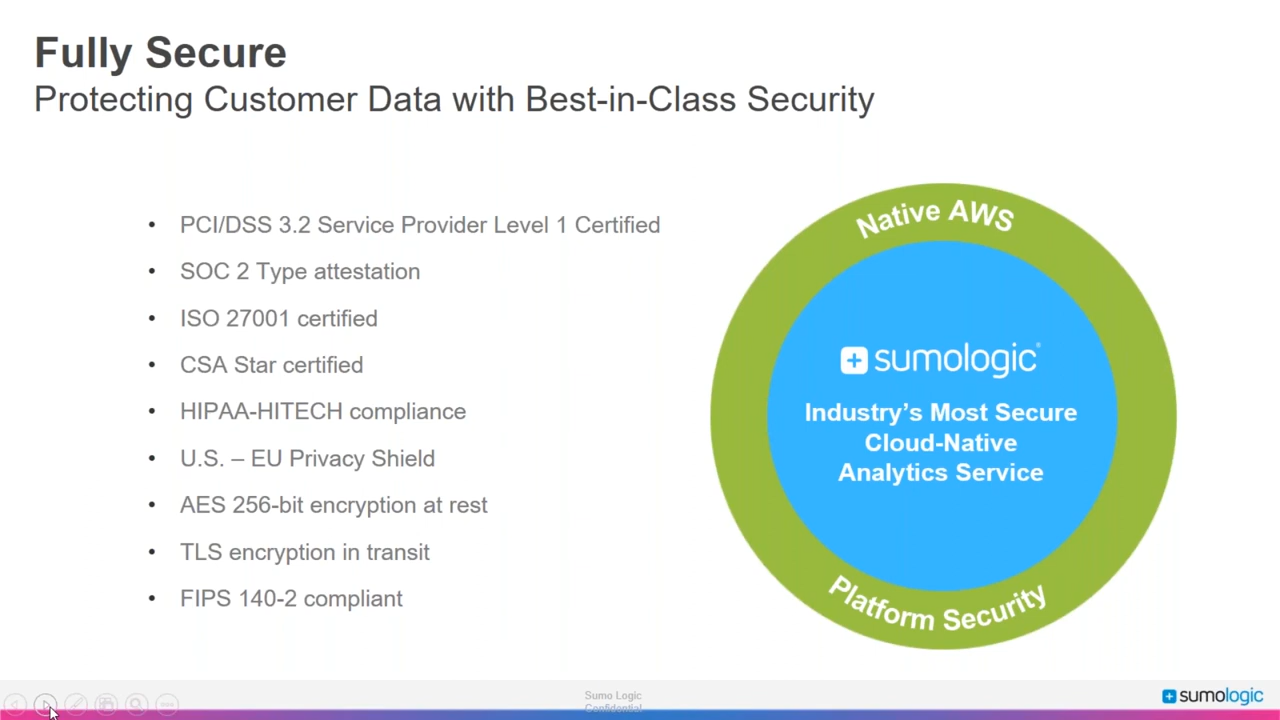 Fully Secure
Protecting Customer Data with Best-in-Class Security
• PCI/DSS 3.2 Service Provider Level 1 Certified
• SOC 2 Type attestation
• ISO 27001 certified
• CSA Star certified
• HIPAA-HITECH compliance
• U.S. – EU Privacy Shield
• AES 256-bit encryption at rest
• TLS encryption in transit
• FIPS 140-2 compliant
Native AWS
sumologic®
Industry's Most Secure
Cloud-Native
Analytics Service
Platform Security
Sumo Logic
Confidential
sumologic